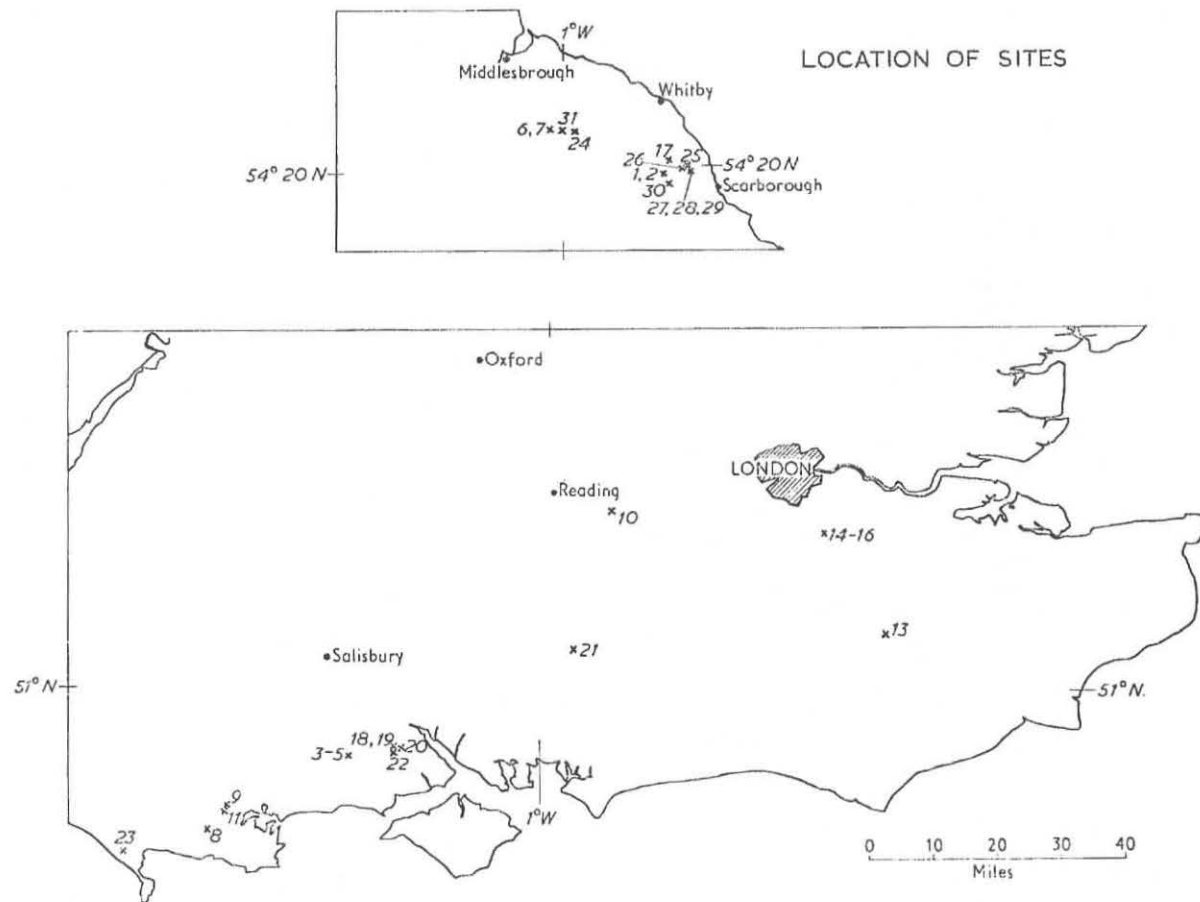 LOCATION OF SITES
1°W
Middlesbrough
Whitby
6,7 31
24
17 25
26
54° 20 N
54° 20 N
1,2
Scarborough
30
27, 28, 29
Oxford
LONDON
Reading
10
14-16
13
21
Salisbury
51° N
51° N.
18, 19 20
3-5
22
9
11
1°W
8
23
0 10 20 30 40
Miles